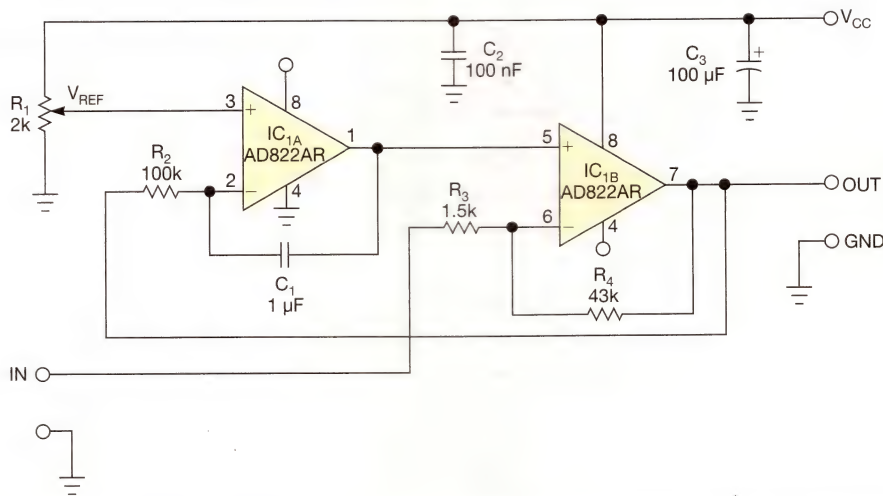 V_CC
C_2
100 nF
C_3
+
100 µF
R_1
2k
V_REF
3
+
8
IC_1A
AD822AR
1
2
−
4
R_2
100k
C_1
1 µF
5
+
8
IC_1B
AD822AR
7
6
−
4
R_3
1.5k
R_4
43k
OUT
GND
IN